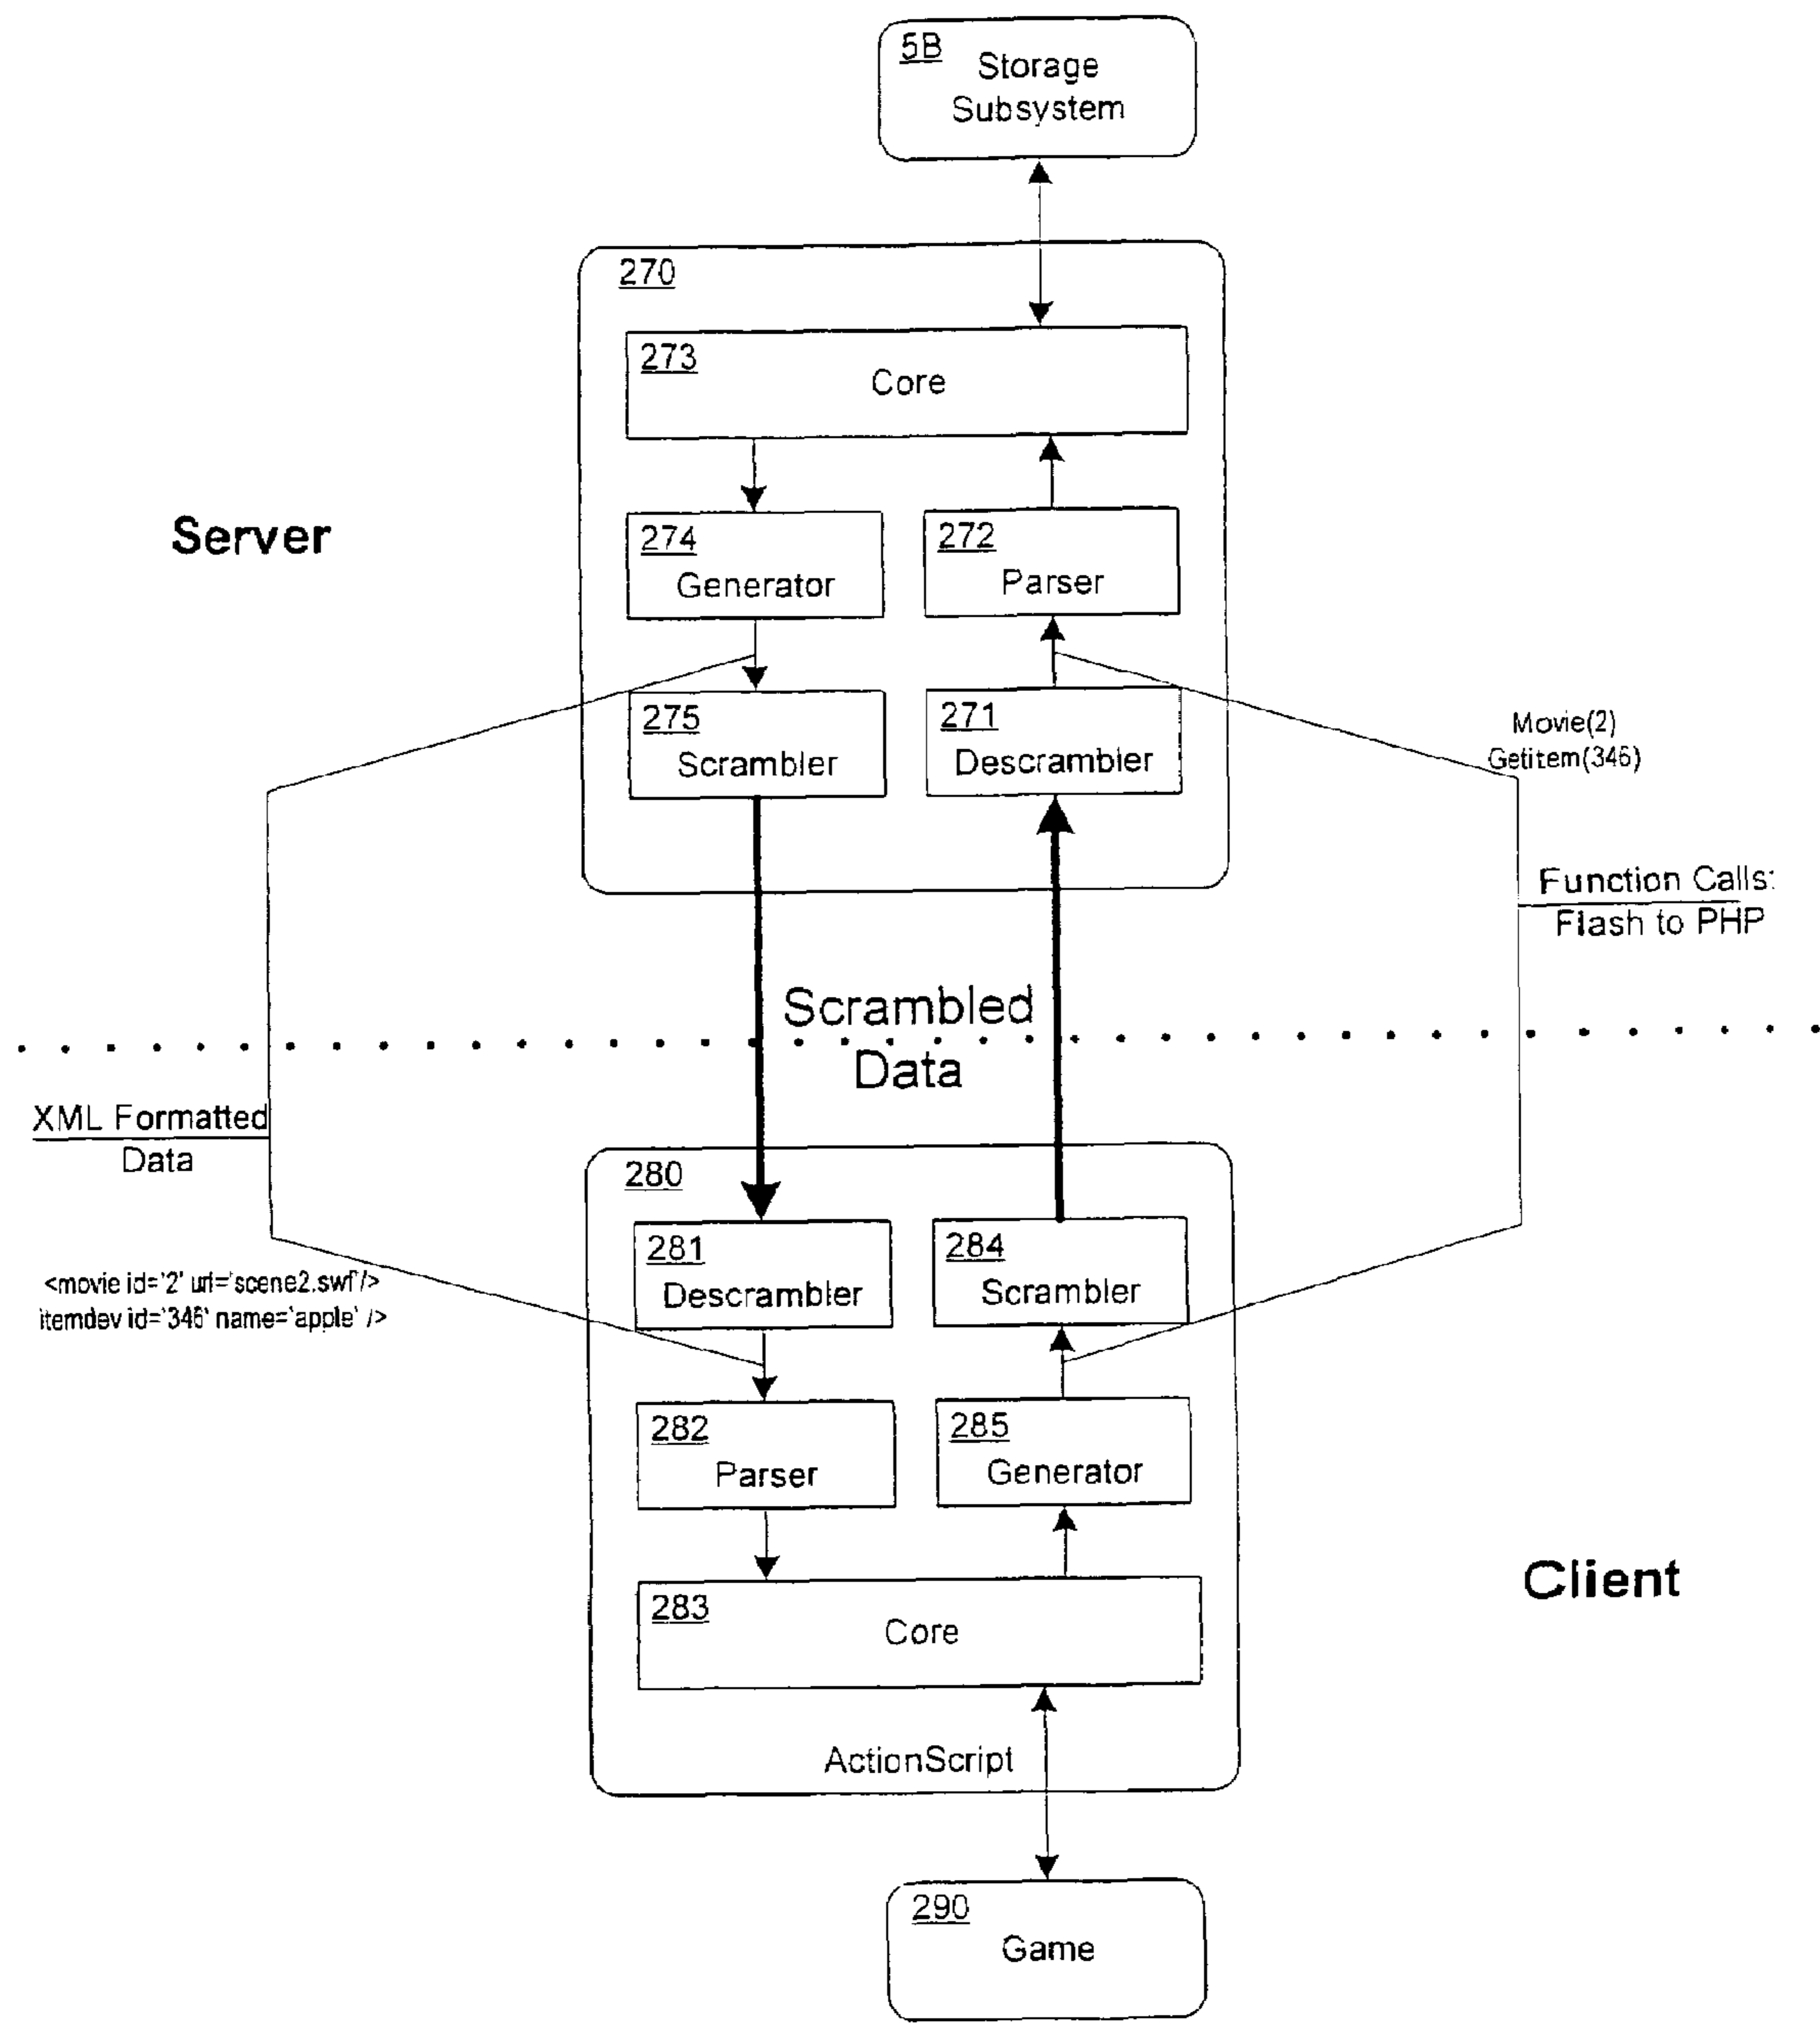 5B
Storage
Subsystem
270
273
Core
Server
274
Generator
272
Parser
275
Scrambler
271
Descrambler
Movie(2)
Getitem(346)
Function Calls:
Flash to PHP
Scrambled
Data
XML Formatted
Data
280
281
Descrambler
284
Scrambler
<movie id='2' url='scene2.swf'/>
itemdev id='346' name='apple' />
282
Parser
285
Generator
283
Core
Client
ActionScript
290
Game